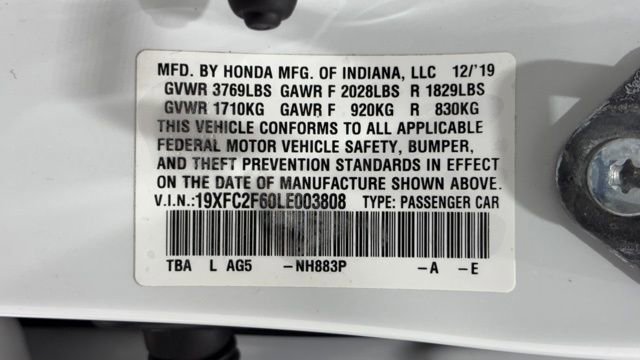 MFD. BY HONDA MFG. OF INDIANA, LLC 12/'19
GVWR 3769LBS GAWR F 2028LBS R 1829LBS
GVWR 1710KG GAWR F 920KG R 830KG
THIS VEHICLE CONFORMS TO ALL APPLICABLE
FEDERAL MOTOR VEHICLE SAFETY, BUMPER,
AND THEFT PREVENTION STANDARDS IN EFFECT
ON THE DATE OF MANUFACTURE SHOWN ABOVE.
V.I.N.:19XFC2F60LE003808 TYPE: PASSENGER CAR
TBA L AG5 -NH883P -A -E